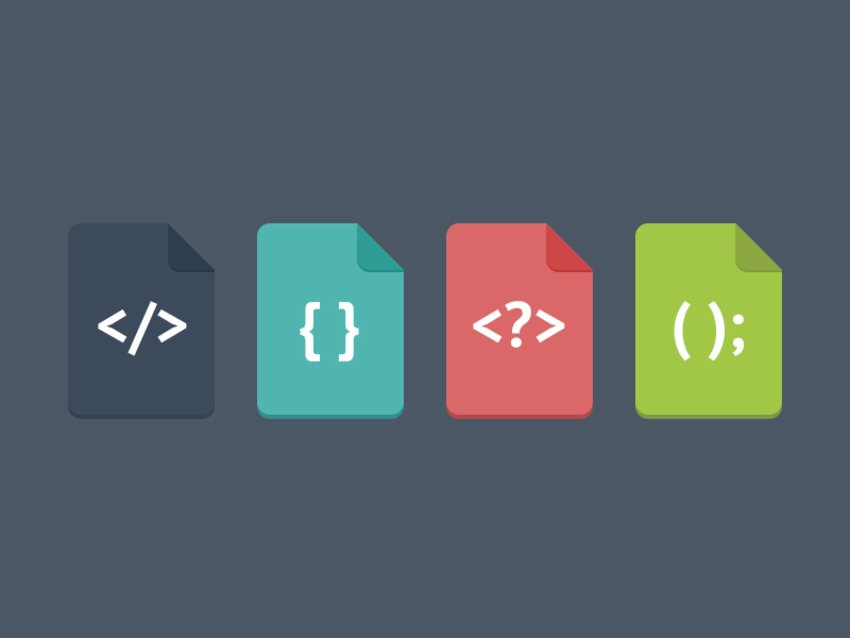 </>
{ }
<?>
( );